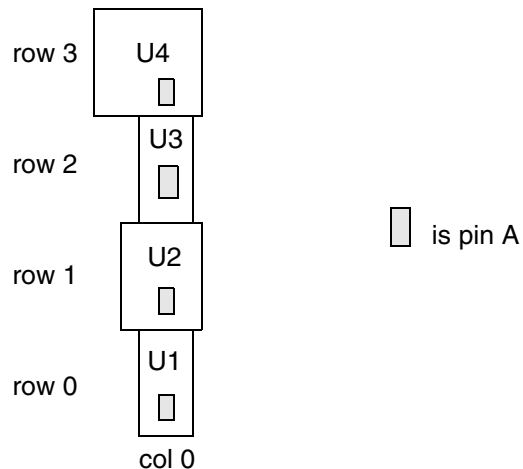 row 3
U4
U3
row 2
U2
is pin A
row 1
U1
row 0
col 0